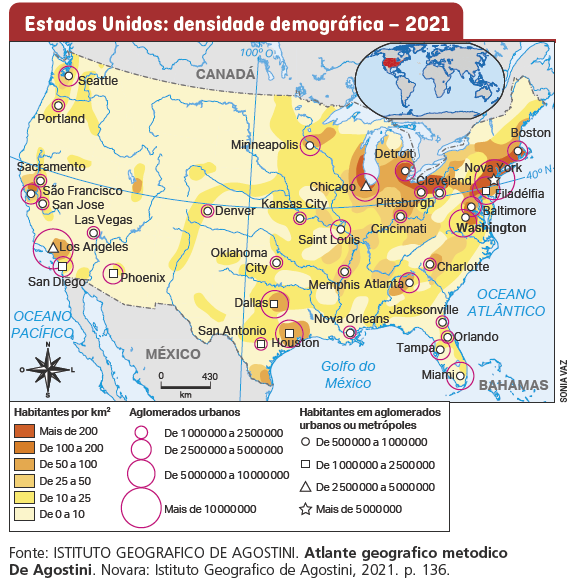 Estados Unidos: densidade demográfica – 2021
CANADÁ
Seattle
Portland
Minneapolis
Boston
Detroit
Nova York
40º N
100º O
Sacramento
Chicago
Cleveland
Filadélfia
São Francisco
Pittsburgh
Baltimore
San Jose
Denver
Kansas City
Washington
Las Vegas
Cincinnati
Saint Louis
Los Angeles
Oklahoma
City
Charlotte
San Diego
Phoenix
Memphis
Atlanta
OCEANO
ATLÂNTICO
Dallas
Jacksonville
OCEANO
PACÍFICO
Nova Orleans
San Antonio
Orlando
Houston
Tampa
N
O
L
S
MÉXICO
Golfo do
México
Miami
BAHAMAS
0
430
km
SONIA VAZ
Habitantes por km²
Mais de 200
De 100 a 200
De 50 a 100
De 25 a 50
De 10 a 25
De 0 a 10
Aglomerados urbanos
De 1 000 000 a 2 500 000
De 2 500 000 a 5 000 000
De 5 000 000 a 10 000 000
Mais de 10 000 000
Habitantes em aglomerados
urbanos ou metrópoles
De 500 000 a 1 000 000
De 1 000 000 a 2 500 000
De 2 500 000 a 5 000 000
Mais de 5 000 000
Fonte: ISTITUTO GEOGRAFICO DE AGOSTINI. Atlante geografico metodico
De Agostini. Novara: Istituto Geografico de Agostini, 2021. p. 136.